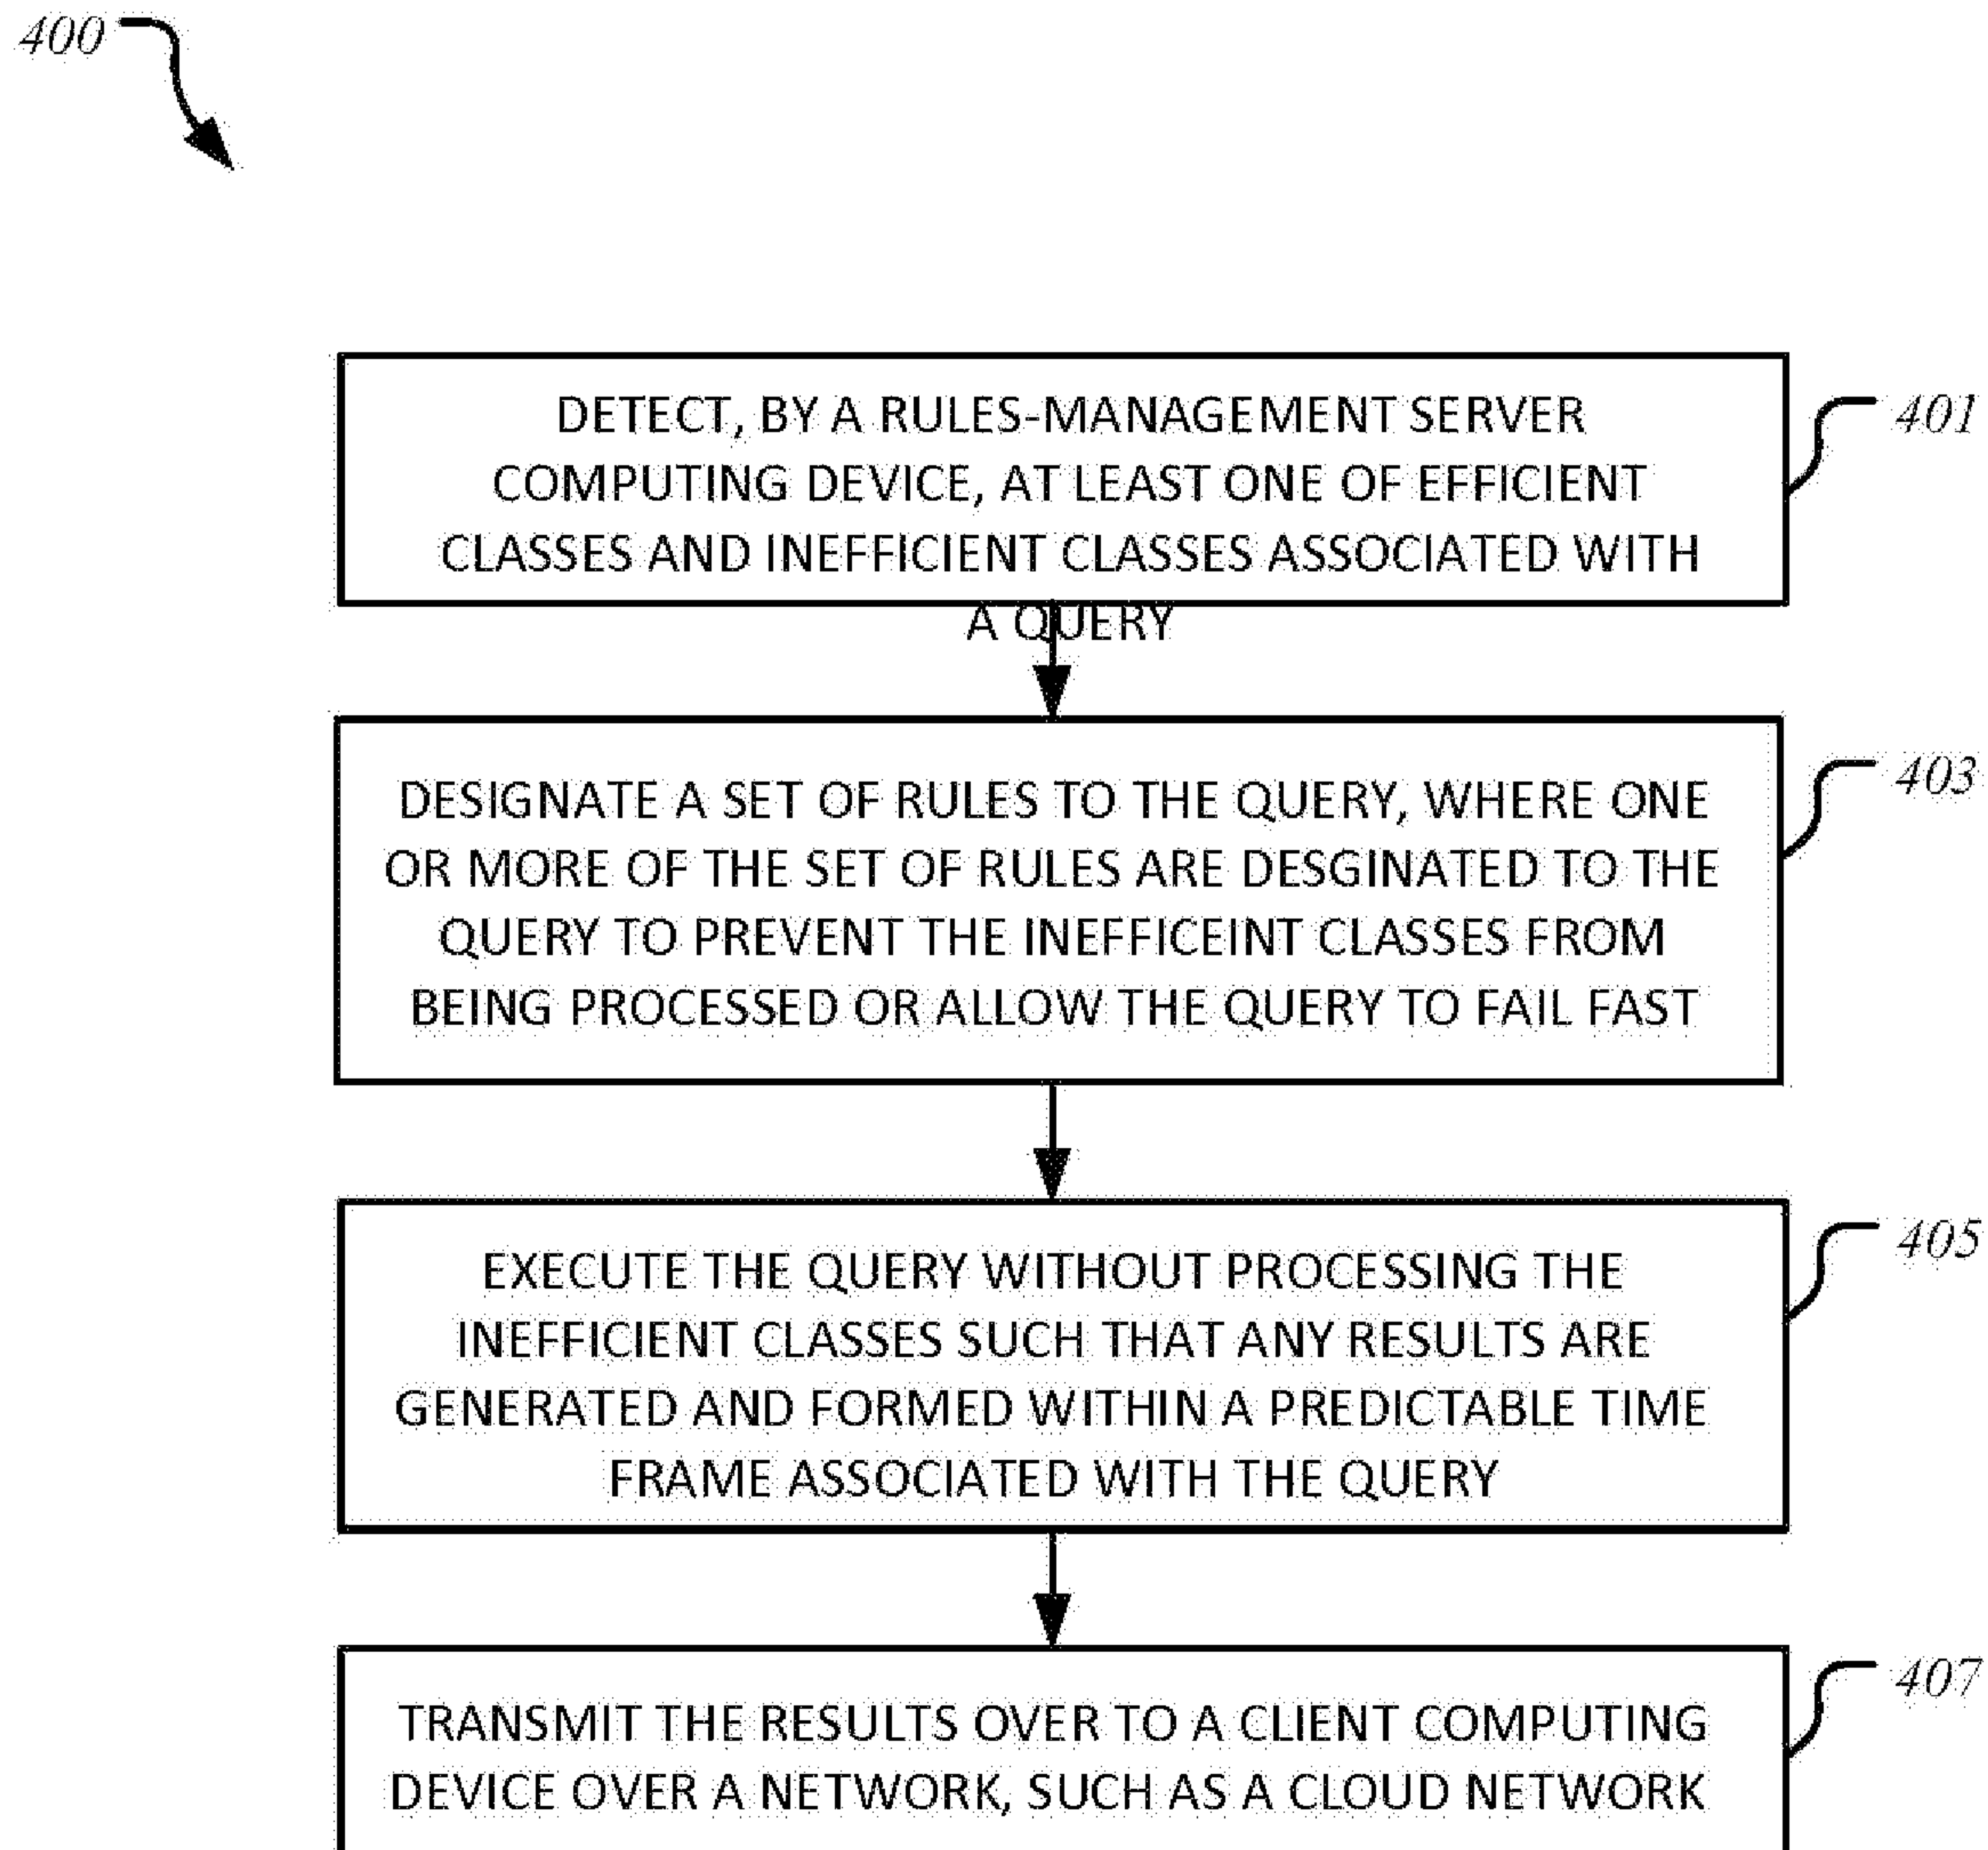 400
DETECT, BY A RULES-MANAGEMENT SERVER
COMPUTING DEVICE, AT LEAST ONE OF EFFICIENT
CLASSES AND INEFFICIENT CLASSES ASSOCIATED WITH
A QUERY
401
DESIGNATE A SET OF RULES TO THE QUERY, WHERE ONE
OR MORE OF THE SET OF RULES ARE DESGINATED TO THE
QUERY TO PREVENT THE INEFFICEINT CLASSES FROM
BEING PROCESSED OR ALLOW THE QUERY TO FAIL FAST
403
EXECUTE THE QUERY WITHOUT PROCESSING THE
INEFFICIENT CLASSES SUCH THAT ANY RESULTS ARE
GENERATED AND FORMED WITHIN A PREDICTABLE TIME
FRAME ASSOCIATED WITH THE QUERY
405
TRANSMIT THE RESULTS OVER TO A CLIENT COMPUTING
DEVICE OVER A NETWORK, SUCH AS A CLOUD NETWORK
407